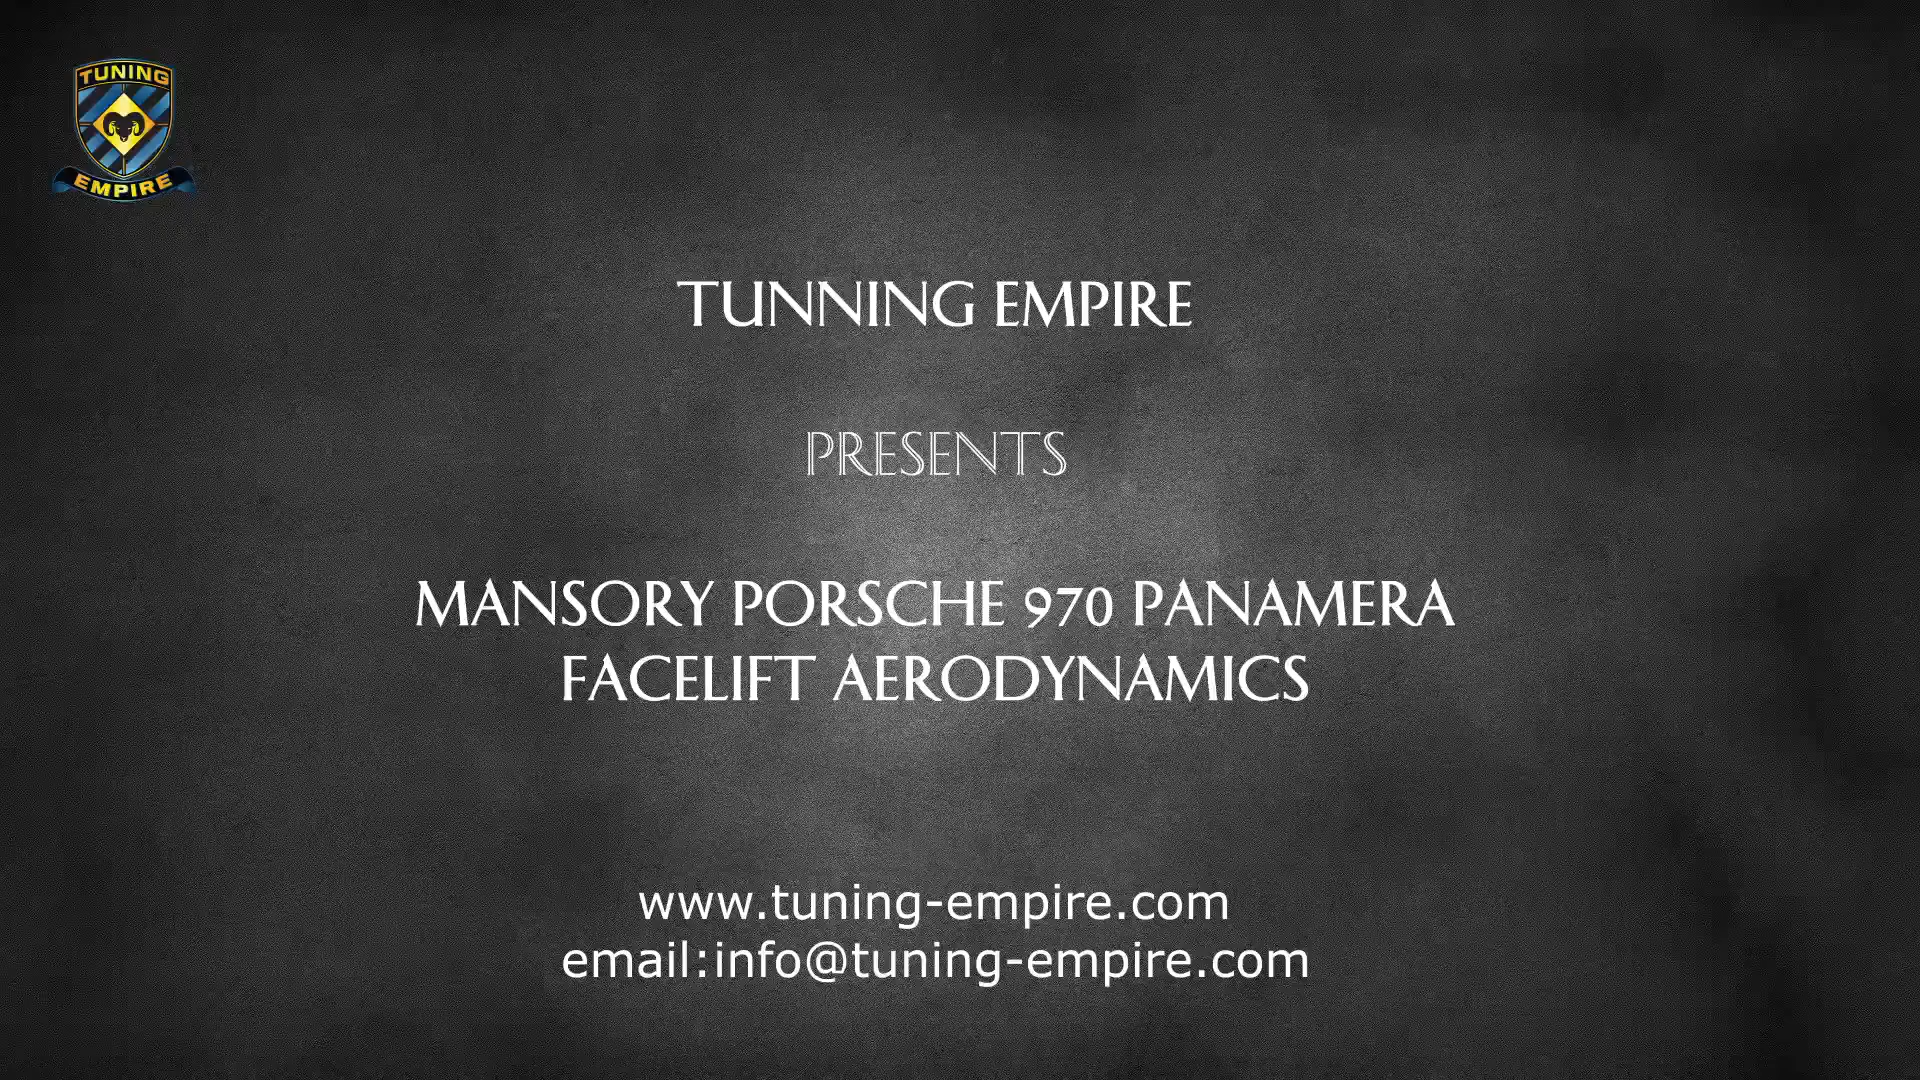 TUNING
EMPIRE
TUNNING EMPIRE
PRESENTS
MANSORY PORSCHE 970 PANAMERA
FACELIFT AERODYNAMICS
www.tuning-empire.com
email:info@tuning-empire.com